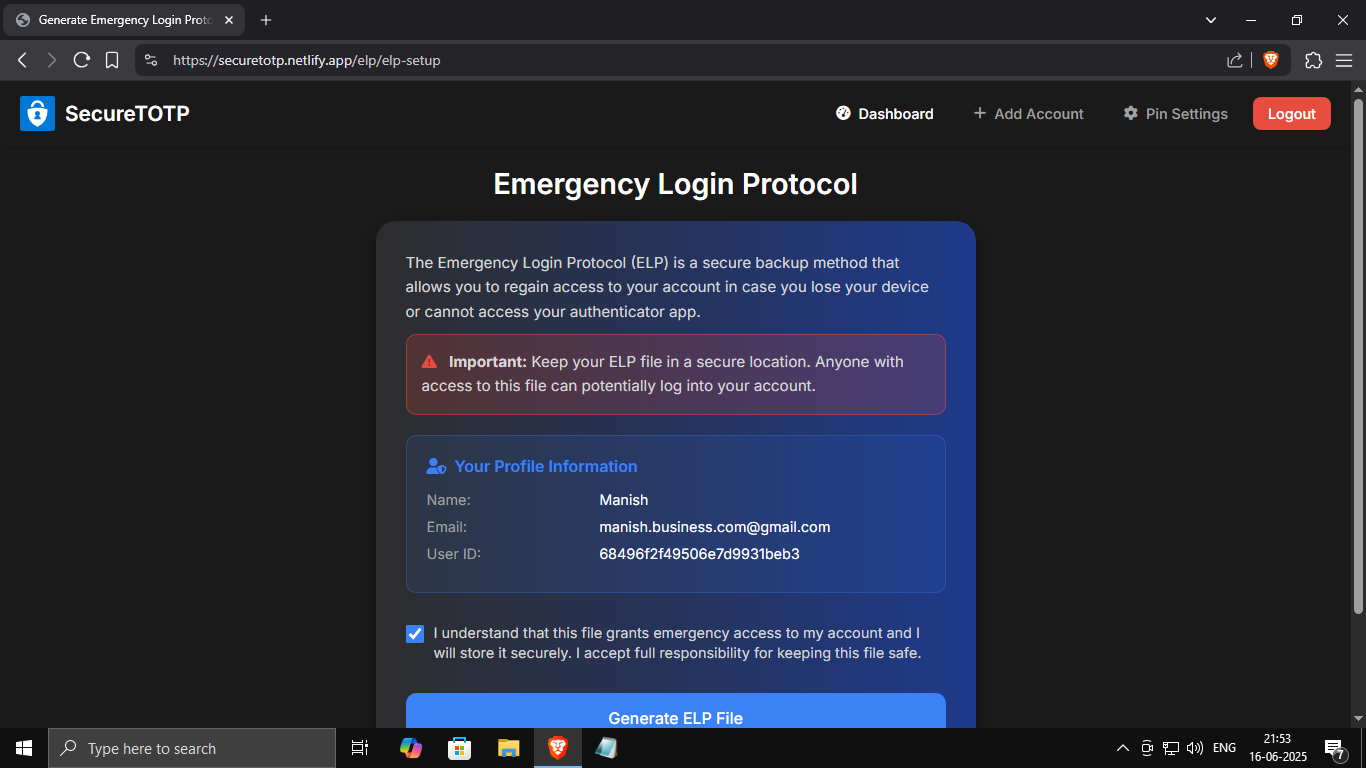 Generate Emergency Login Proto
https://securetotp.netlify.app/elp/elp-setup
SecureTOTP
Dashboard
Add Account
Pin Settings
Logout
Emergency Login Protocol
The Emergency Login Protocol (ELP) is a secure backup method that
allows you to regain access to your account in case you lose your device
or cannot access your authenticator app.
Important: Keep your ELP file in a secure location. Anyone with
access to this file can potentially log into your account.
Your Profile Information
Name: Manish
Email: manish.business.com@gmail.com
User ID: 68496f2f49506e7d9931beb3
I understand that this file grants emergency access to my account and I
will store it securely. I accept full responsibility for keeping this file safe.
Generate ELP File
Type here to search
ENG
21:53
16-06-2025
7